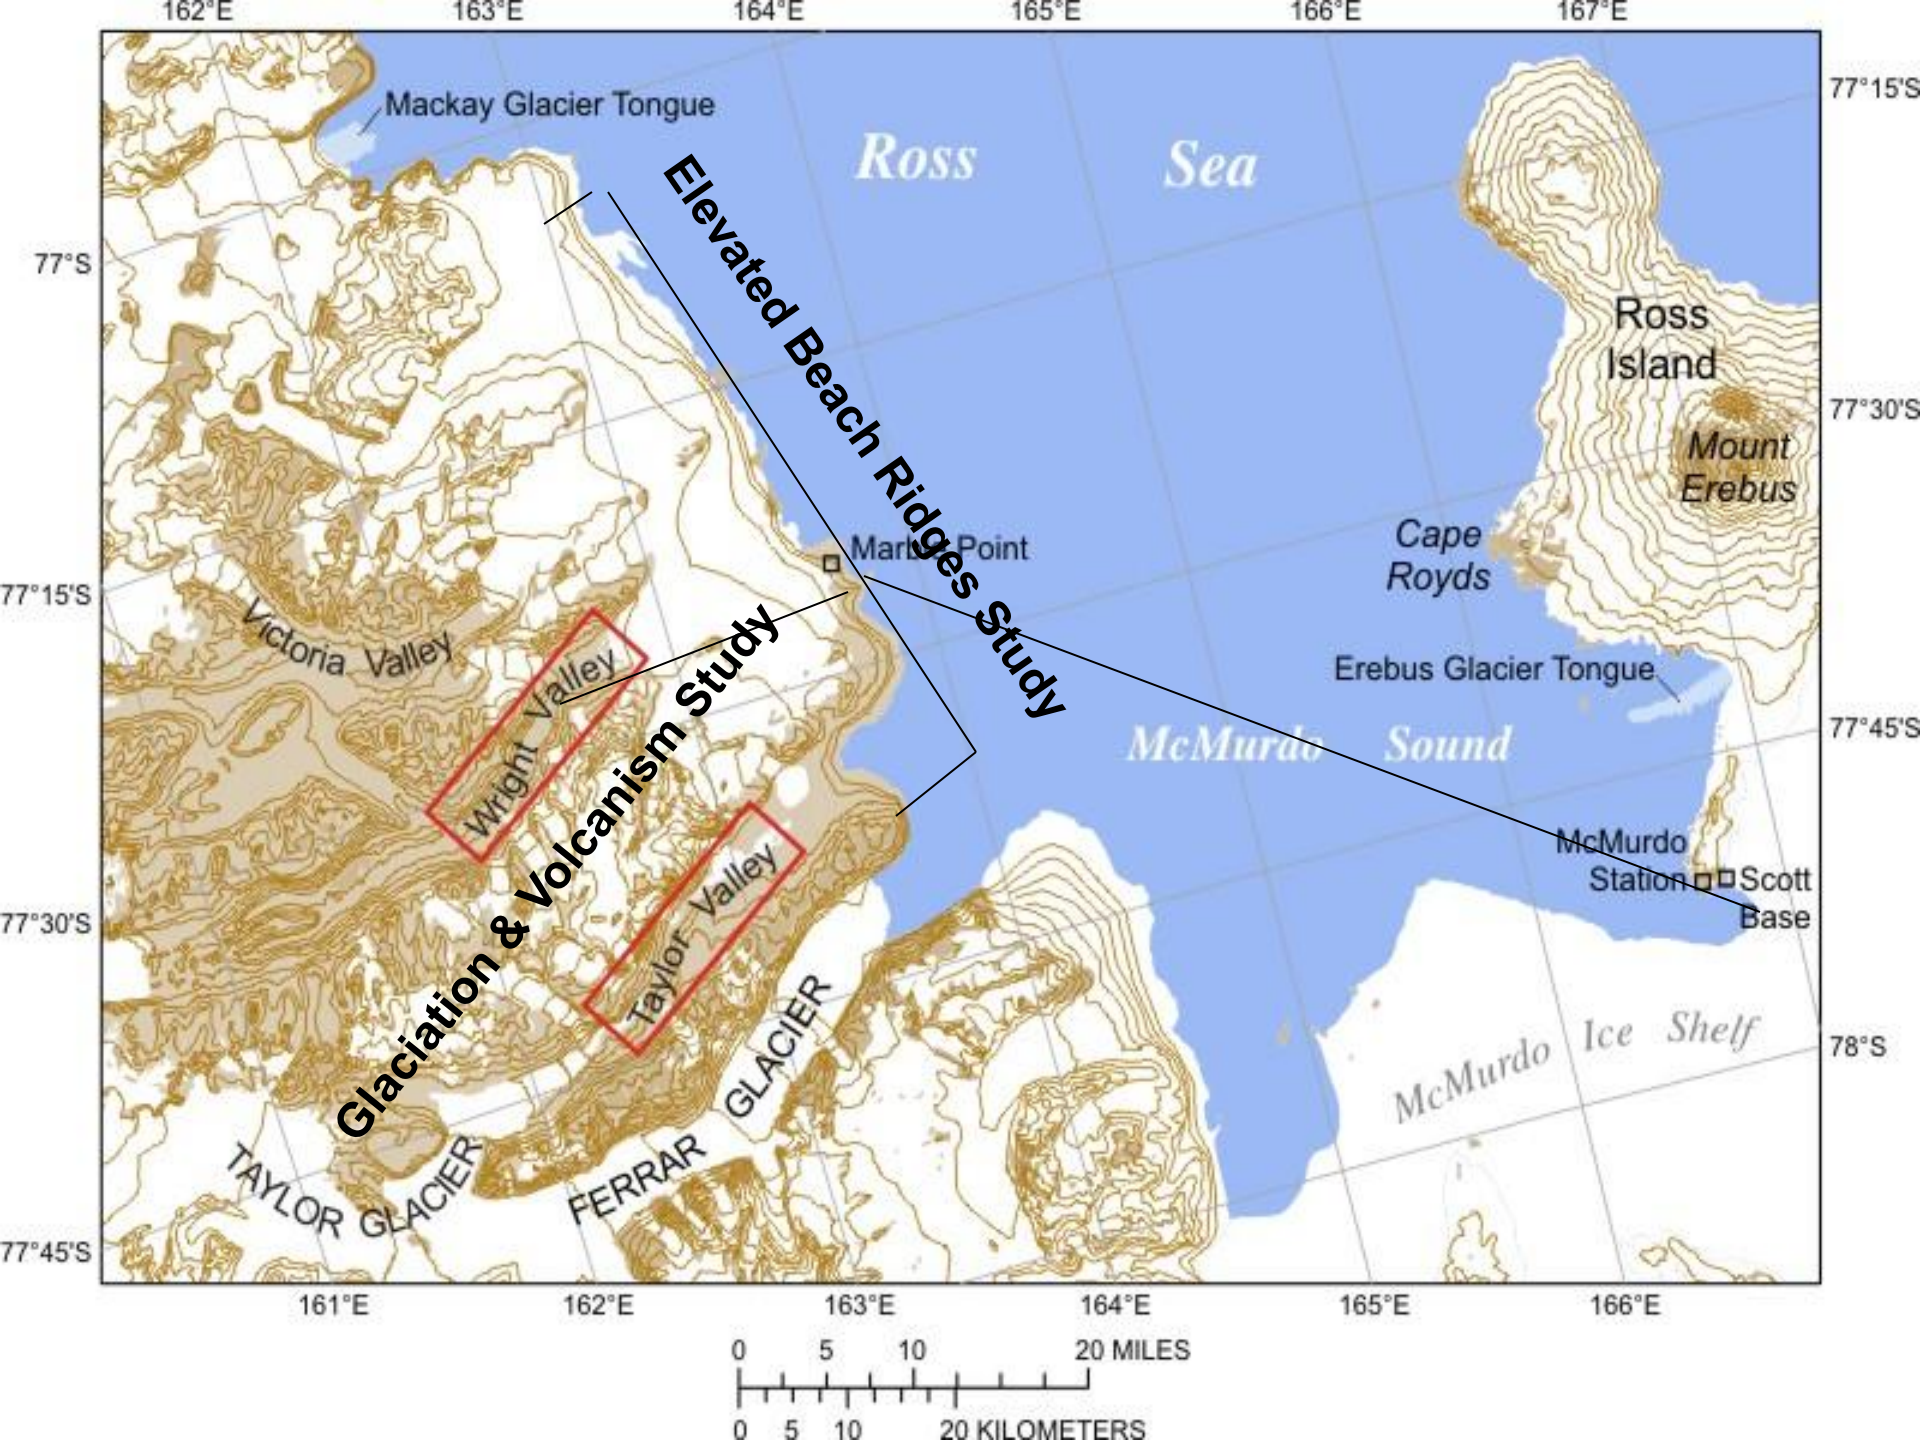 162°E 163°E 164°E 165°E 166°E 167°E
77°15'S
Mackay Glacier Tongue
Ross Sea
77°S
Elevated Beach Ridges Study
Ross
Island
77°30'S
Mount
Erebus
Cape
Royds
Marble Point
77°15'S
Victoria Valley
Wright Valley
Glaciation & Volcanism Study
Erebus Glacier Tongue
77°45'S
McMurdo Sound
Taylor Valley
McMurdo
Station
Scott
Base
77°30'S
McMurdo Ice Shelf
78°S
TAYLOR GLACIER
FERRAR GLACIER
77°45'S
161°E 162°E 163°E 164°E 165°E 166°E
0 5 10 20 MILES
0 5 10 20 KILOMETERS